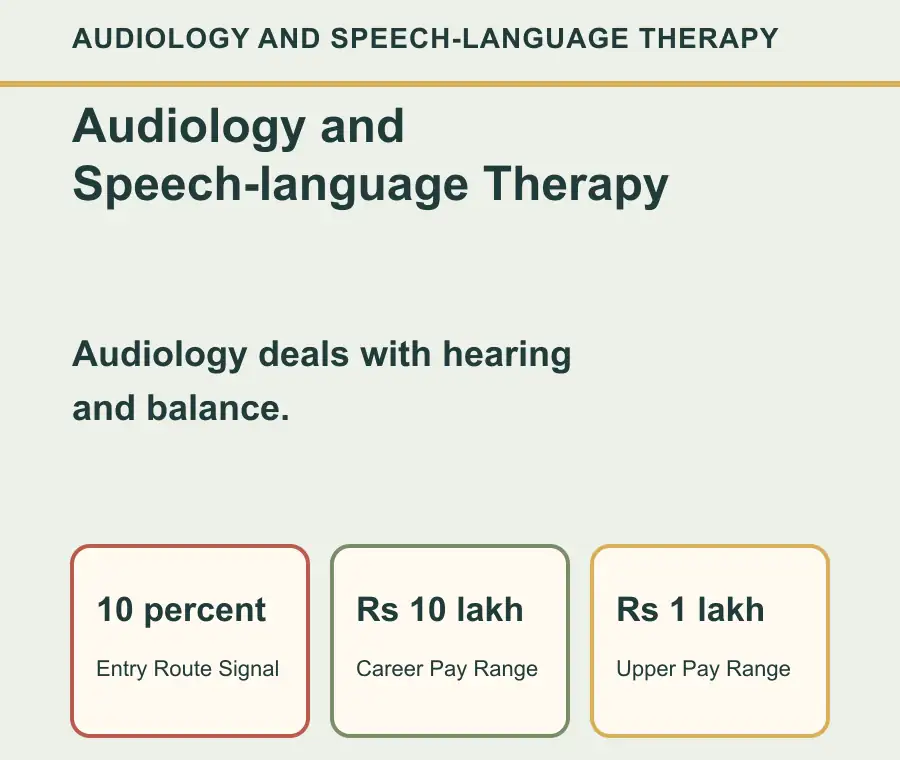 AUDIOLOGY AND SPEECH-LANGUAGE THERAPY
Audiology and
Speech-language Therapy
Audiology deals with hearing
and balance.
10 percent
Entry Route Signal
Rs 10 lakh
Career Pay Range
Rs 1 lakh
Upper Pay Range